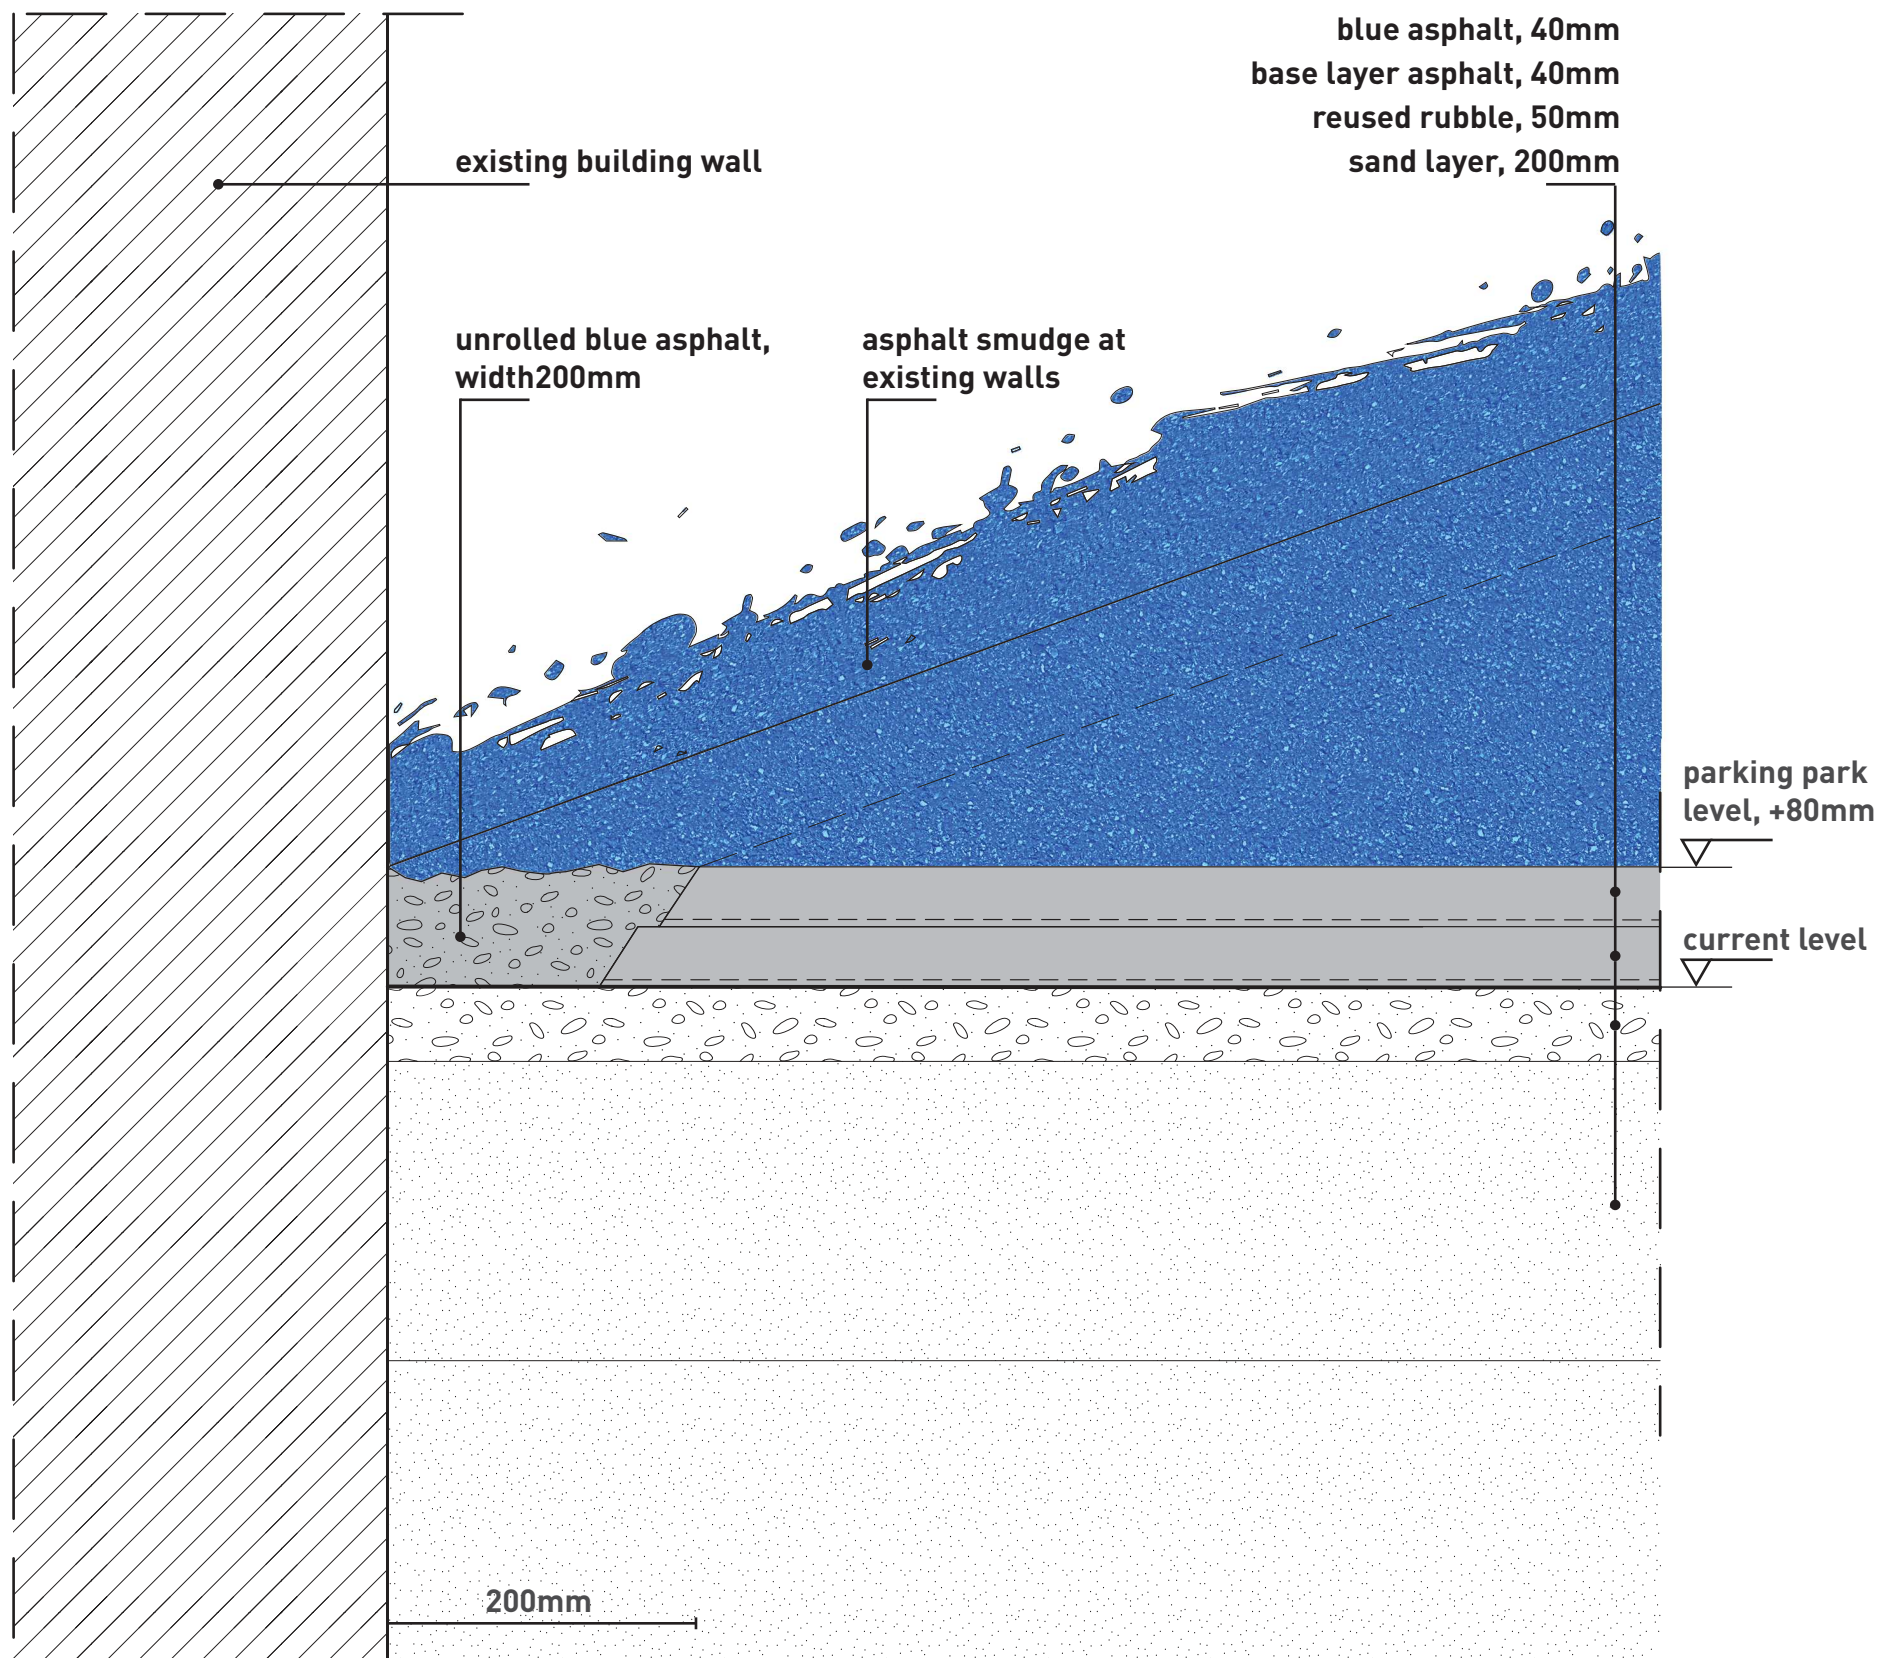 blue asphalt, 40mm
base layer asphalt, 40mm
reused rubble, 50mm
sand layer, 200mm
existing building wall
unrolled blue asphalt,
width200mm
asphalt smudge at
existing walls
parking park
level, +80mm
current level
200mm